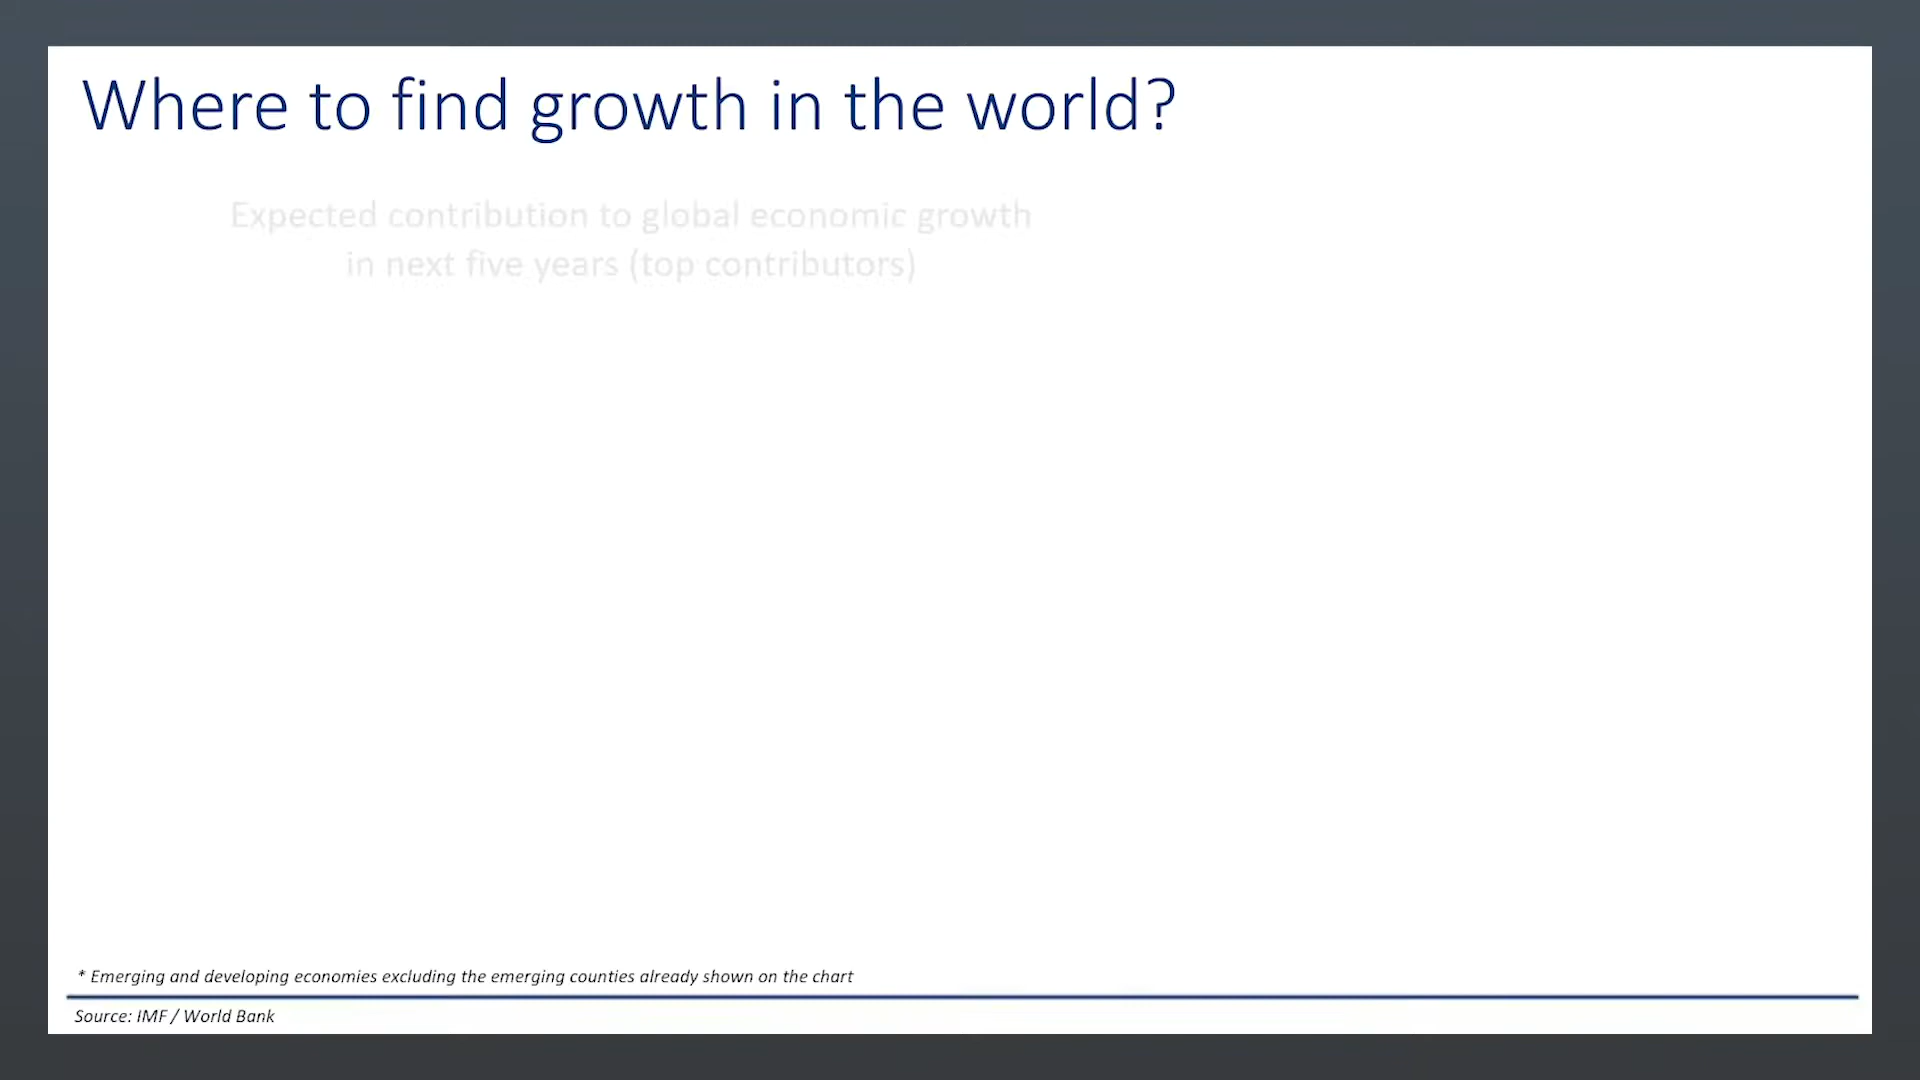 Where to find growth in the world?
Expected contribution to global economic growth
in next five years (top contributors)
* Emerging and developing economies excluding the emerging counties already shown on the chart
Source: IMF / World Bank